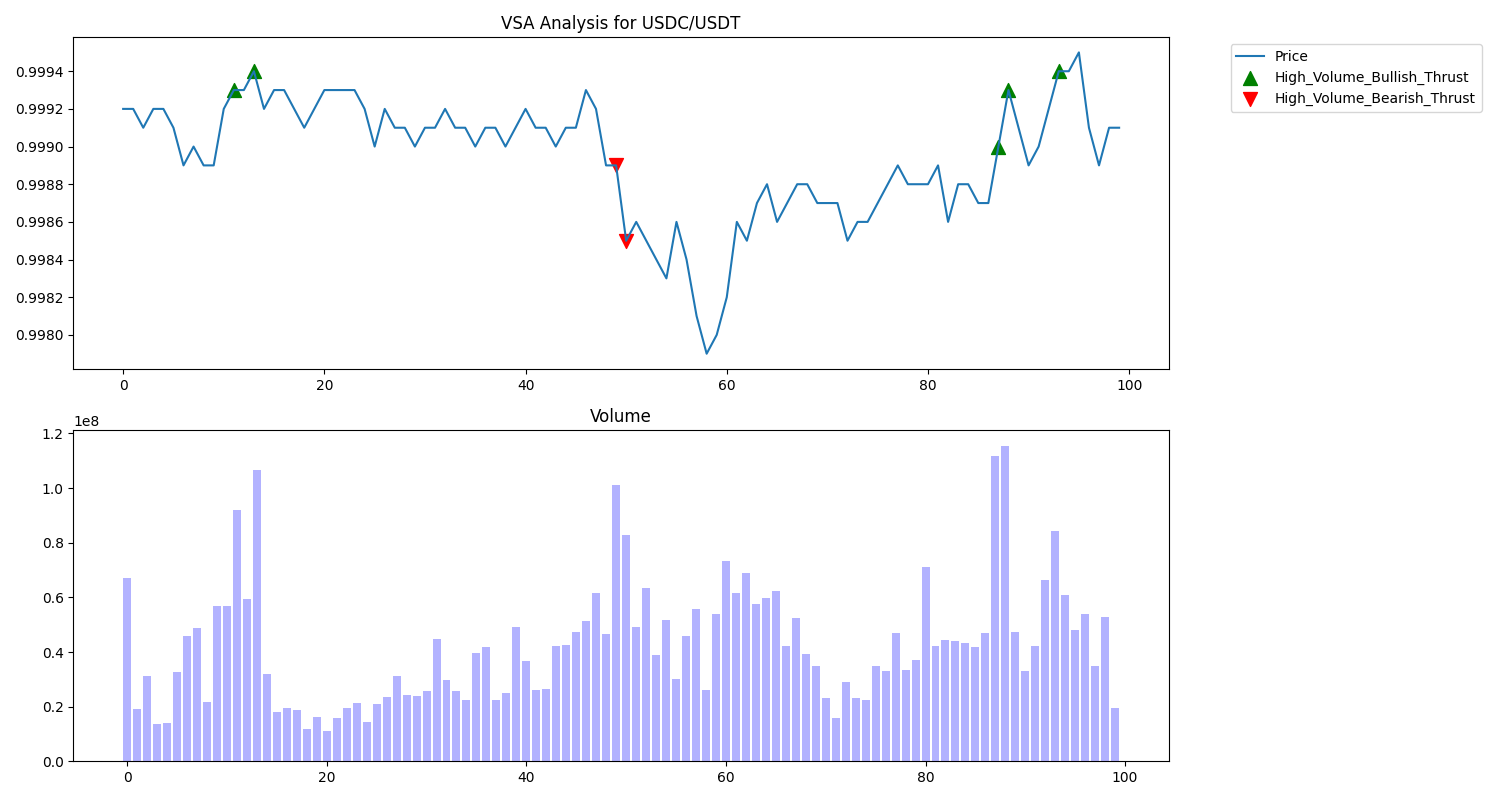 VSA Analysis for USDC/USDT
0.9994
0.9992
0.9990
0.9988
0.9986
0.9984
0.9982
0.9980
0 20 40 60 80 100
Price
High_Volume_Bullish_Thrust
High_Volume_Bearish_Thrust
Volume
1e8
1.2
1.0
0.8
0.6
0.4
0.2
0.0
0 20 40 60 80 100